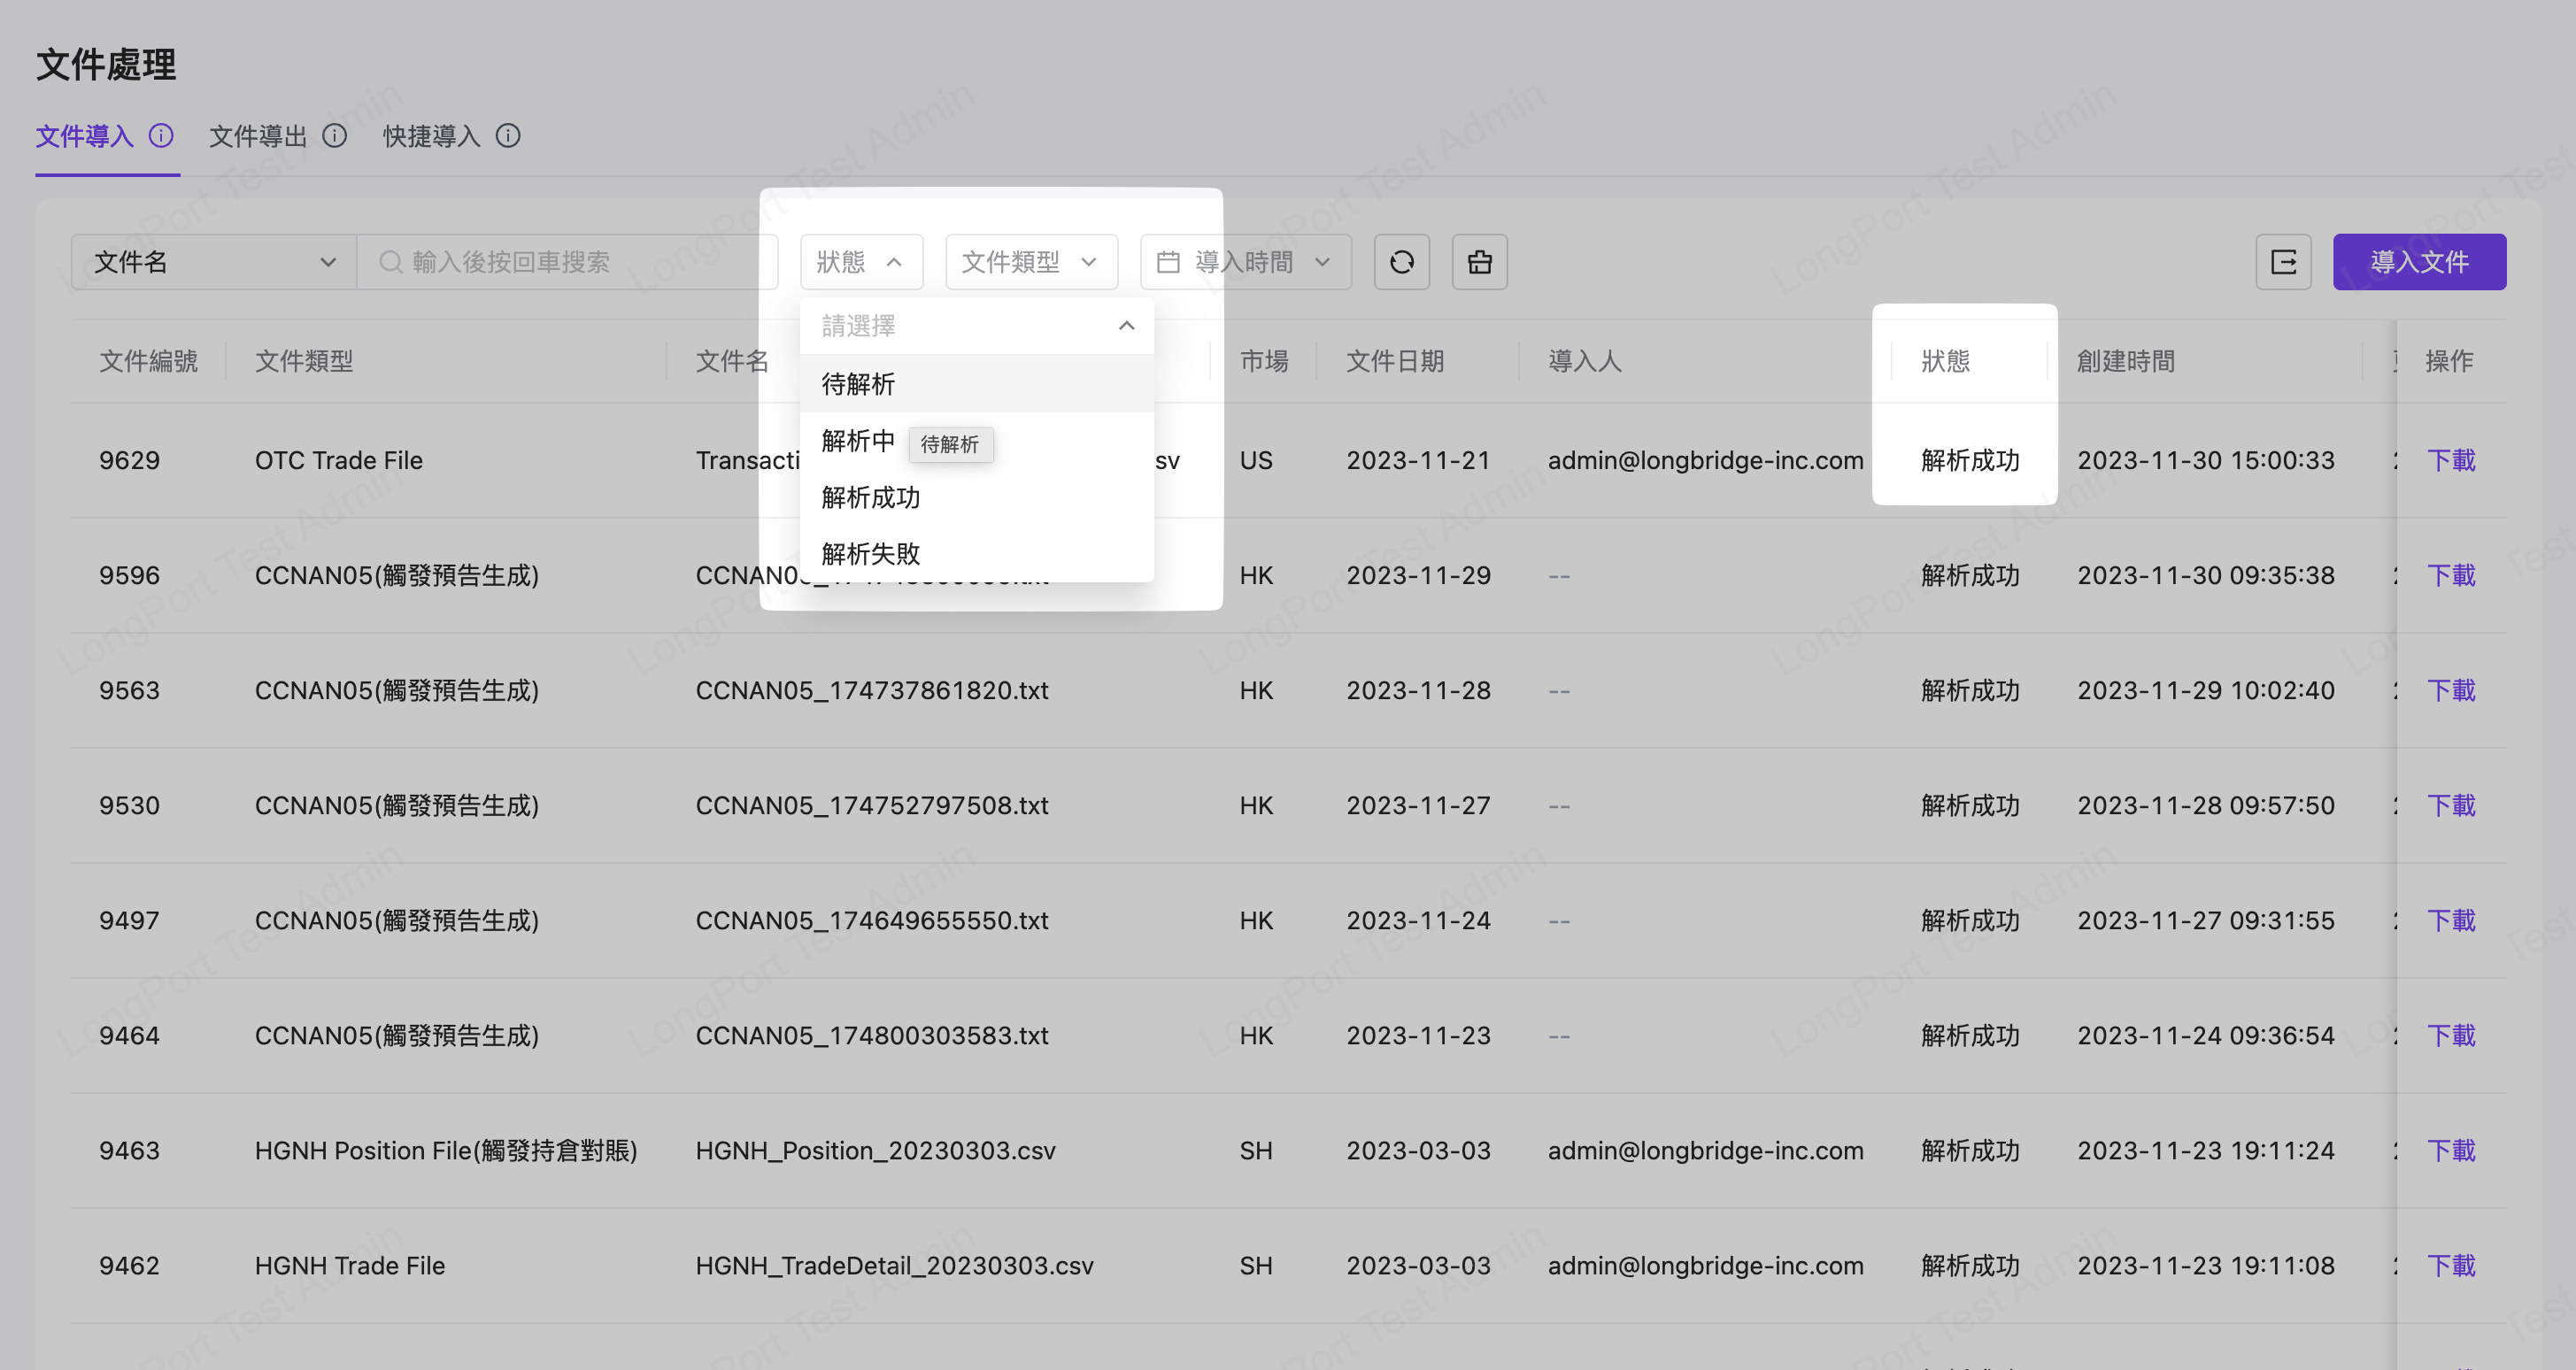 文件處理
文件導入 文件導出 快捷導入
文件名 輸入後按回車搜索 狀態 文件類型 導入時間 導入文件
請選擇
待解析
解析中 待解析
解析成功
解析失敗
文件編號 文件類型 文件名 市場 文件日期 導入人 狀態 創建時間 操作
9629 OTC Trade File US 2023-11-21 admin@longbridge-inc.com 解析成功 2023-11-30 15:00:33 下載
9596 CCNAN05(觸發預告生成) HK 2023-11-29 -- 解析成功 2023-11-30 09:35:38 下載
9563 CCNAN05(觸發預告生成) CCNAN05_174737861820.txt HK 2023-11-28 -- 解析成功 2023-11-29 10:02:40 下載
9530 CCNAN05(觸發預告生成) CCNAN05_174752797508.txt HK 2023-11-27 -- 解析成功 2023-11-28 09:57:50 下載
9497 CCNAN05(觸發預告生成) CCNAN05_174649655550.txt HK 2023-11-24 -- 解析成功 2023-11-27 09:31:55 下載
9464 CCNAN05(觸發預告生成) CCNAN05_174800303583.txt HK 2023-11-23 -- 解析成功 2023-11-24 09:36:54 下載
9463 HGNH Position File(觸發持倉對賬) HGNH_Position_20230303.csv SH 2023-03-03 admin@longbridge-inc.com 解析成功 2023-11-23 19:11:24 下載
9462 HGNH Trade File HGNH_TradeDetail_20230303.csv SH 2023-03-03 admin@longbridge-inc.com 解析成功 2023-11-23 19:11:08 下載
LongPort Test Admin